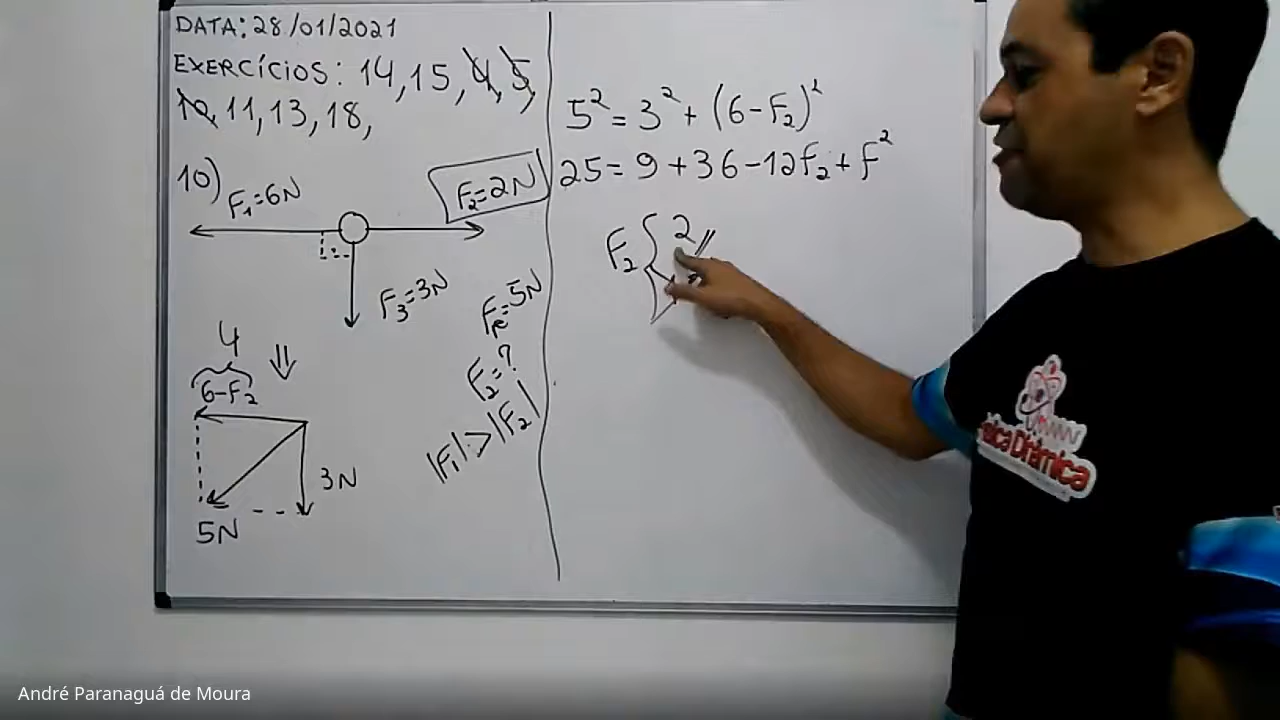 DATA: 28/01/2021
EXERCÍCIOS: 14, 15, 4, 5,
10, 11, 13, 18,
10)
F₁=6N
F₂=2N
F₃=3N
F_R=5N
F₂=?
|F₁|>|F₂|
4
6-F₂
3N
5N
5² = 3² + (6-F₂)²
25 = 9 + 36 - 12F₂ + F²
F₂ { 2
Dinâmica
André Paranaguá de Moura